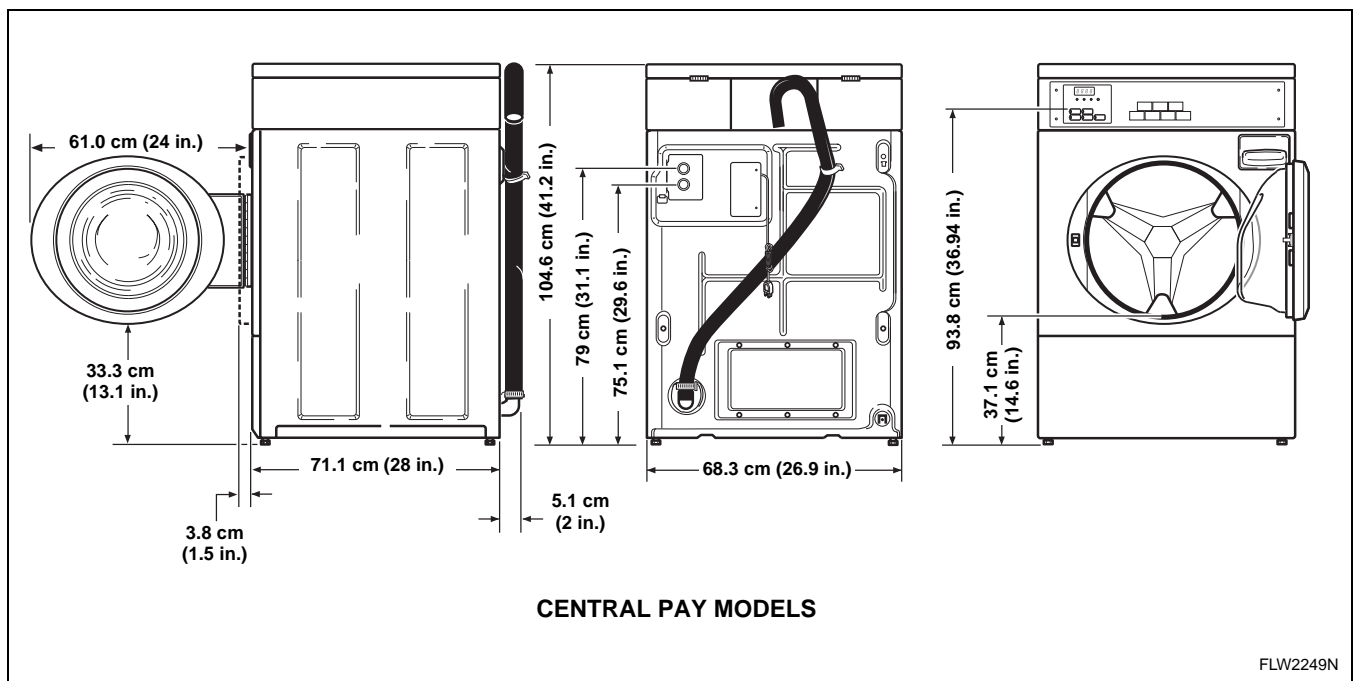 61.0 cm (24 in.)
33.3 cm
(13.1 in.)
3.8 cm
(1.5 in.)
71.1 cm (28 in.)
5.1 cm
(2 in.)
104.6 cm (41.2 in.)
79 cm (31.1 in.)
75.1 cm (29.6 in.)
68.3 cm (26.9 in.)
93.8 cm (36.94 in.)
37.1 cm
(14.6 in.)
CENTRAL PAY MODELS
FLW2249N